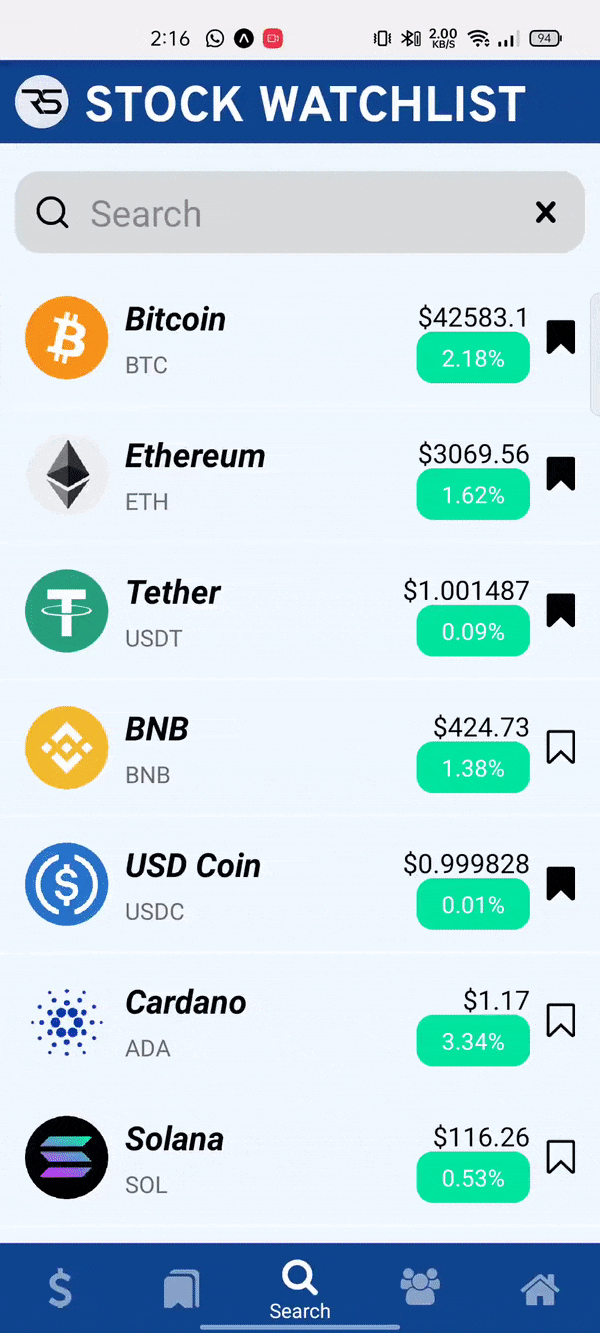 2:16
2.00
KB/S
94
RS STOCK WATCHLIST
Search
Bitcoin
$42583.1
BTC
2.18%
Ethereum
$3069.56
ETH
1.62%
Tether
$1.001487
USDT
0.09%
BNB
$424.73
BNB
1.38%
USD Coin
$0.999828
USDC
0.01%
Cardano
$1.17
ADA
3.34%
Solana
$116.26
SOL
0.53%
Search